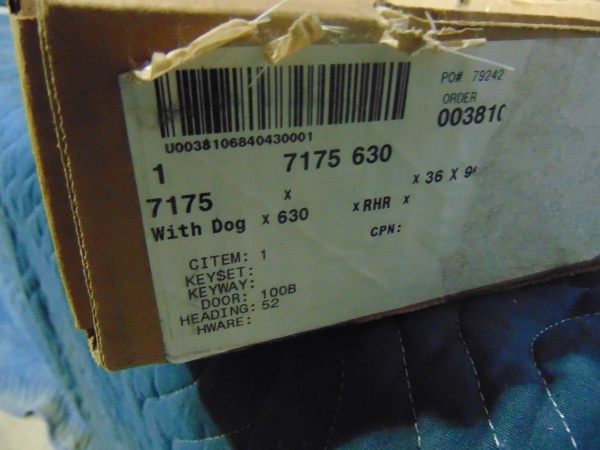 PO# 79242
ORDER
003810
U0038106840430001
1 7175 630
7175 x x 36 X 9
With Dog x 630 x RHR x
CPN:
CITEM: 1
KEYSET:
KEYWAY:
DOOR: 100B
HEADING: 52
HWARE: